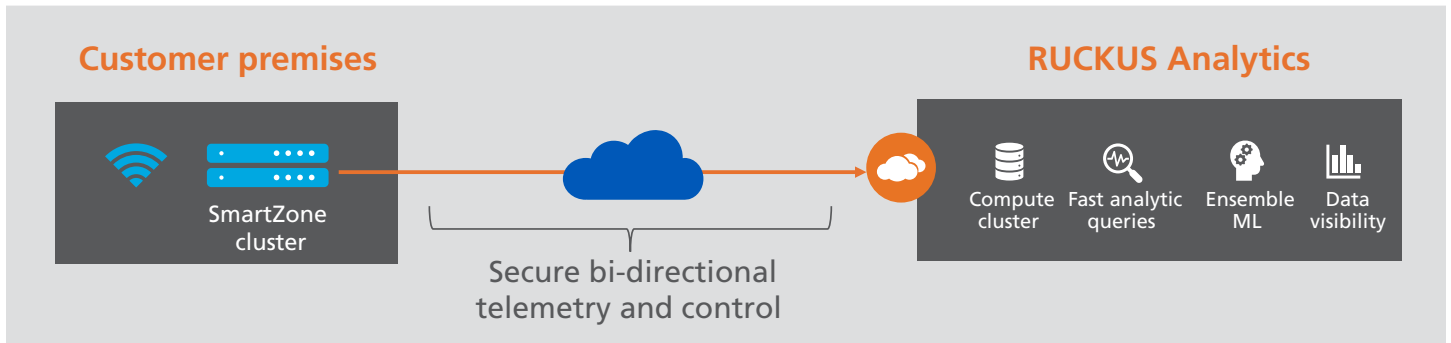 Customer premises
RUCKUS Analytics
SmartZone
cluster
Secure bi-directional
telemetry and control
Compute
cluster
Fast analytic
queries
Ensemble
ML
Data
visibility